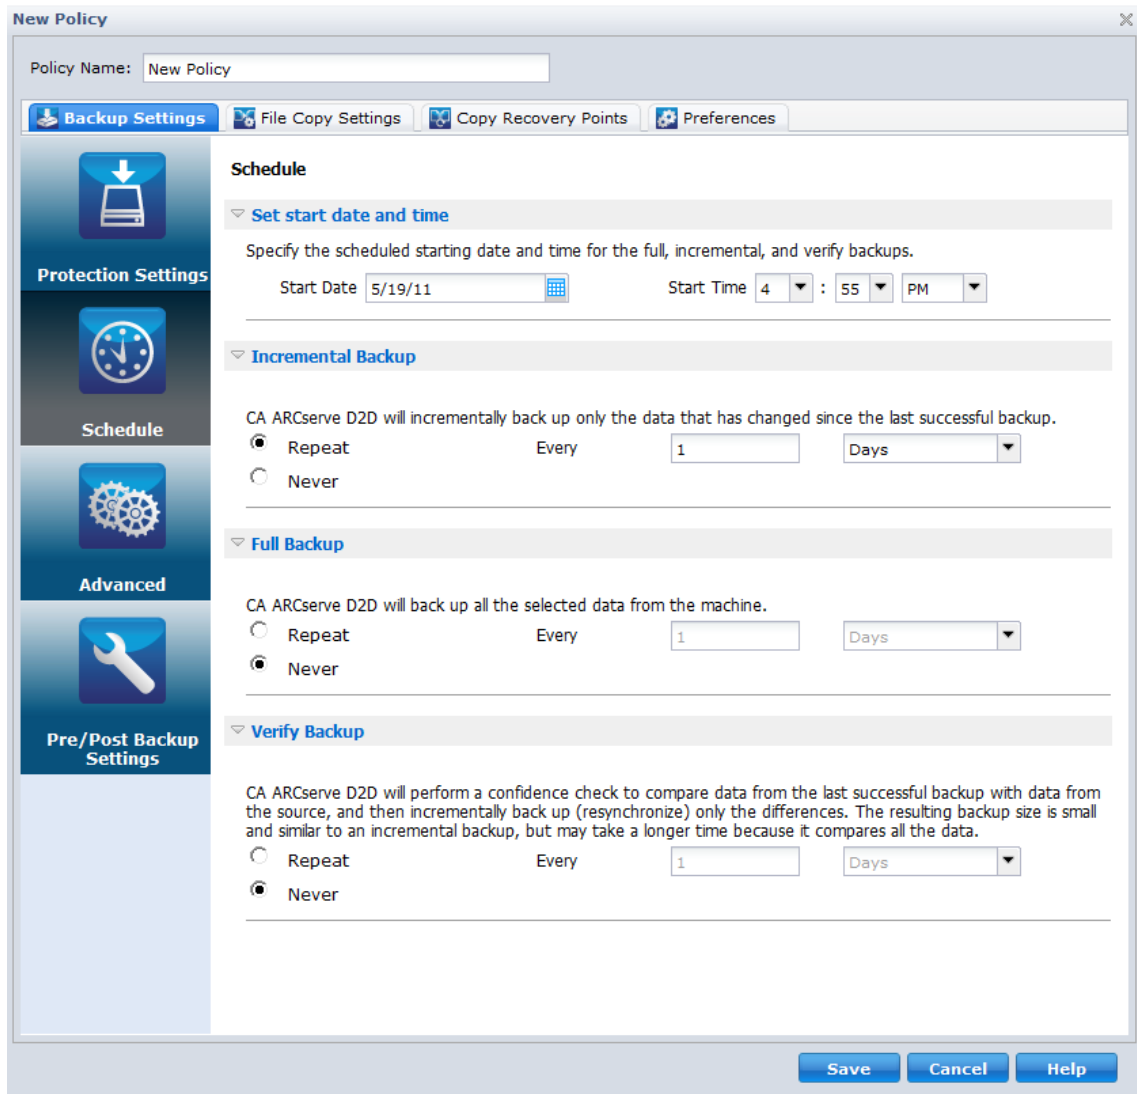 New Policy
Policy Name: New Policy
Backup Settings File Copy Settings Copy Recovery Points Preferences
Protection Settings
Schedule
Advanced
Pre/Post Backup
Settings
Schedule
Set start date and time
Specify the scheduled starting date and time for the full, incremental, and verify backups.
Start Date 5/19/11 Start Time 4 : 55 PM
Incremental Backup
CA ARCserve D2D will incrementally back up only the data that has changed since the last successful backup.
Repeat Every 1 Days
Never
Full Backup
CA ARCserve D2D will back up all the selected data from the machine.
Repeat Every 1 Days
Never
Verify Backup
CA ARCserve D2D will perform a confidence check to compare data from the last successful backup with data from
the source, and then incrementally back up (resynchronize) only the differences. The resulting backup size is small
and similar to an incremental backup, but may take a longer time because it compares all the data.
Repeat Every 1 Days
Never
Save Cancel Help